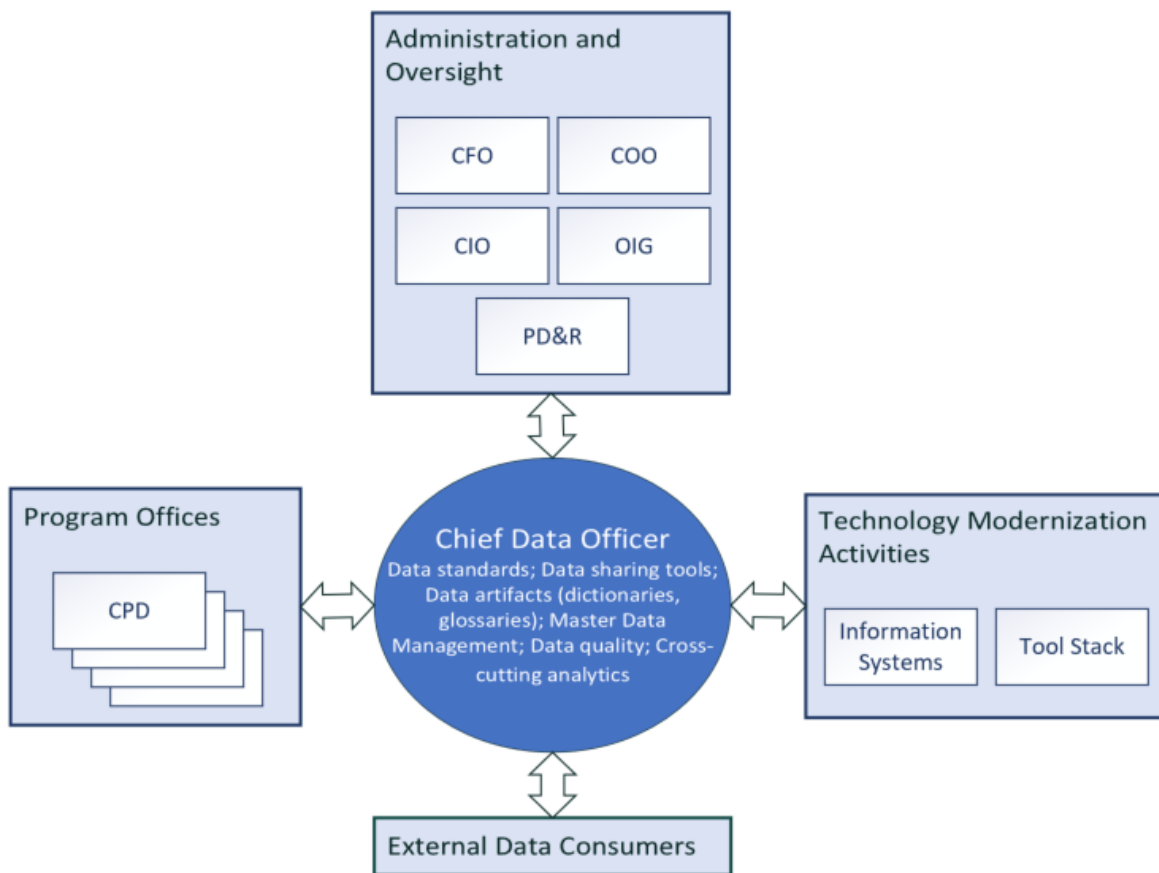 Administration and
Oversight
CFO
COO
CIO
OIG
PD&R
Program Offices
CPD
Chief Data Officer
Data standards; Data sharing tools;
Data artifacts (dictionaries,
glossaries); Master Data
Management; Data quality; Cross-
cutting analytics
Technology Modernization
Activities
Information
Systems
Tool Stack
External Data Consumers